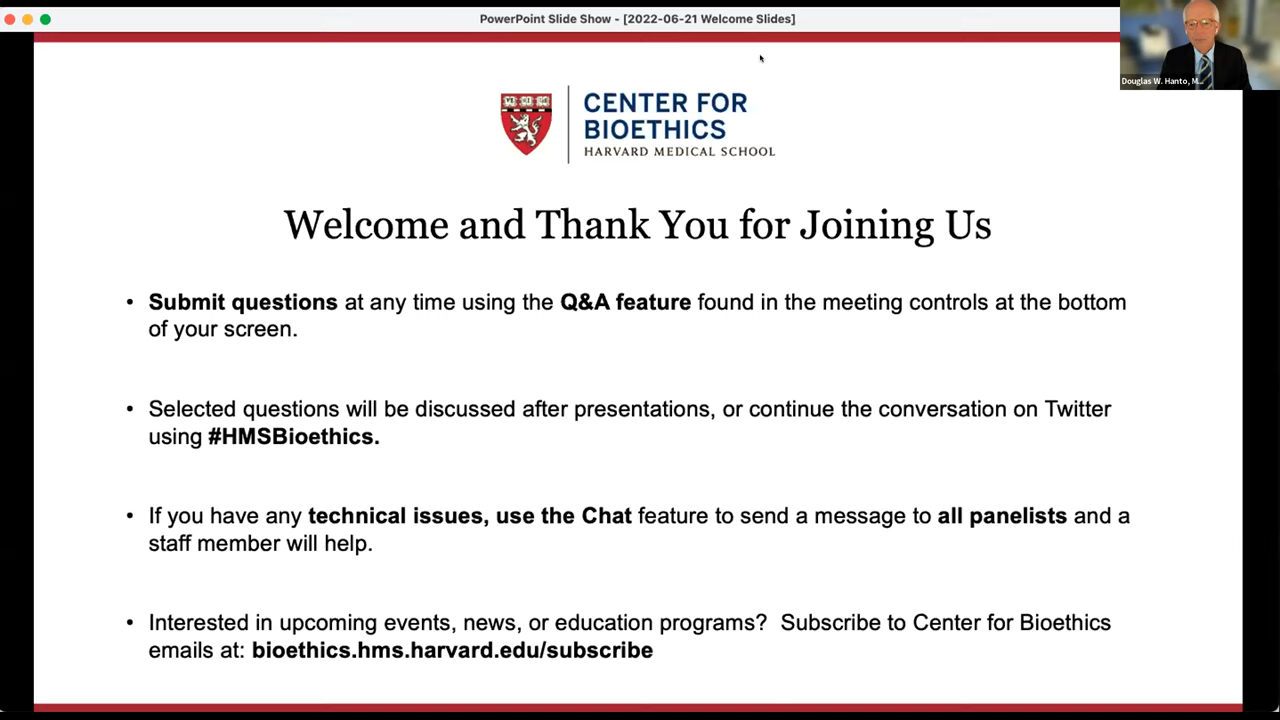 PowerPoint Slide Show - [2022-06-21 Welcome Slides]
Douglas W. Hanto, M...
CENTER FOR
BIOETHICS
HARVARD MEDICAL SCHOOL
Welcome and Thank You for Joining Us
• Submit questions at any time using the Q&A feature found in the meeting controls at the bottom
of your screen.
• Selected questions will be discussed after presentations, or continue the conversation on Twitter
using #HMSBioethics.
• If you have any technical issues, use the Chat feature to send a message to all panelists and a
staff member will help.
• Interested in upcoming events, news, or education programs?  Subscribe to Center for Bioethics
emails at: bioethics.hms.harvard.edu/subscribe